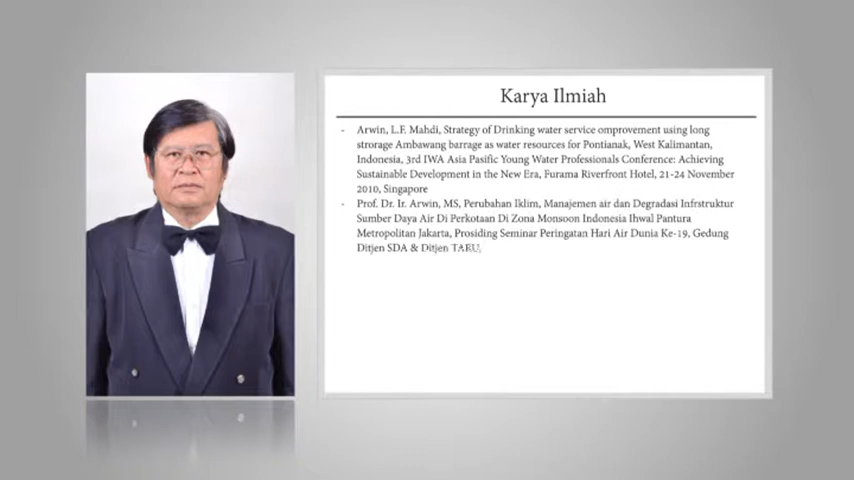 Karya Ilmiah
- Arwin, L.F. Mahdi, Strategy of Drinking water service omprovement using long
strorage Ambawang barrage as water resources for Pontianak, West Kalimantan,
Indonesia, 3rd IWA Asia Pasific Young Water Professionals Conference: Achieving
Sustainable Development in the New Era, Furama Riverfront Hotel, 21-24 November
2010, Singapore
- Prof. Dr. Ir. Arwin, MS, Perubahan Iklim, Manajemen air dan Degradasi Infrstruktur
Sumber Daya Air Di Perkotaan Di Zona Monsoon Indonesia Ihwal Pantura
Metropolitan Jakarta, Prosiding Seminar Peringatan Hari Air Dunia Ke-19, Gedung
Ditjen SDA & Ditjen TARU,